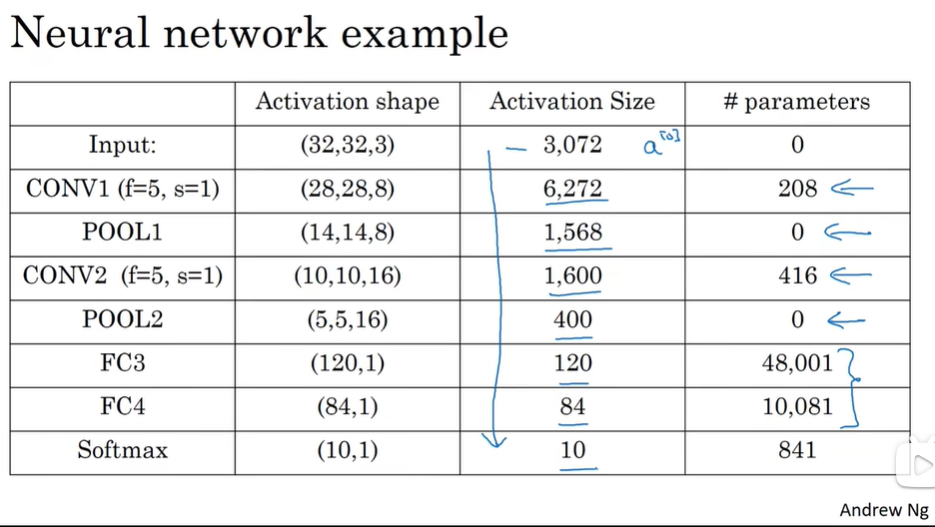 Neural network example
Activation shape Activation Size # parameters
Input: (32,32,3) 3,072 a[0] 0
CONV1 (f=5, s=1) (28,28,8) 6,272 208
POOL1 (14,14,8) 1,568 0
CONV2 (f=5, s=1) (10,10,16) 1,600 416
POOL2 (5,5,16) 400 0
FC3 (120,1) 120 48,001
FC4 (84,1) 84 10,081
Softmax (10,1) 10 841
Andrew Ng